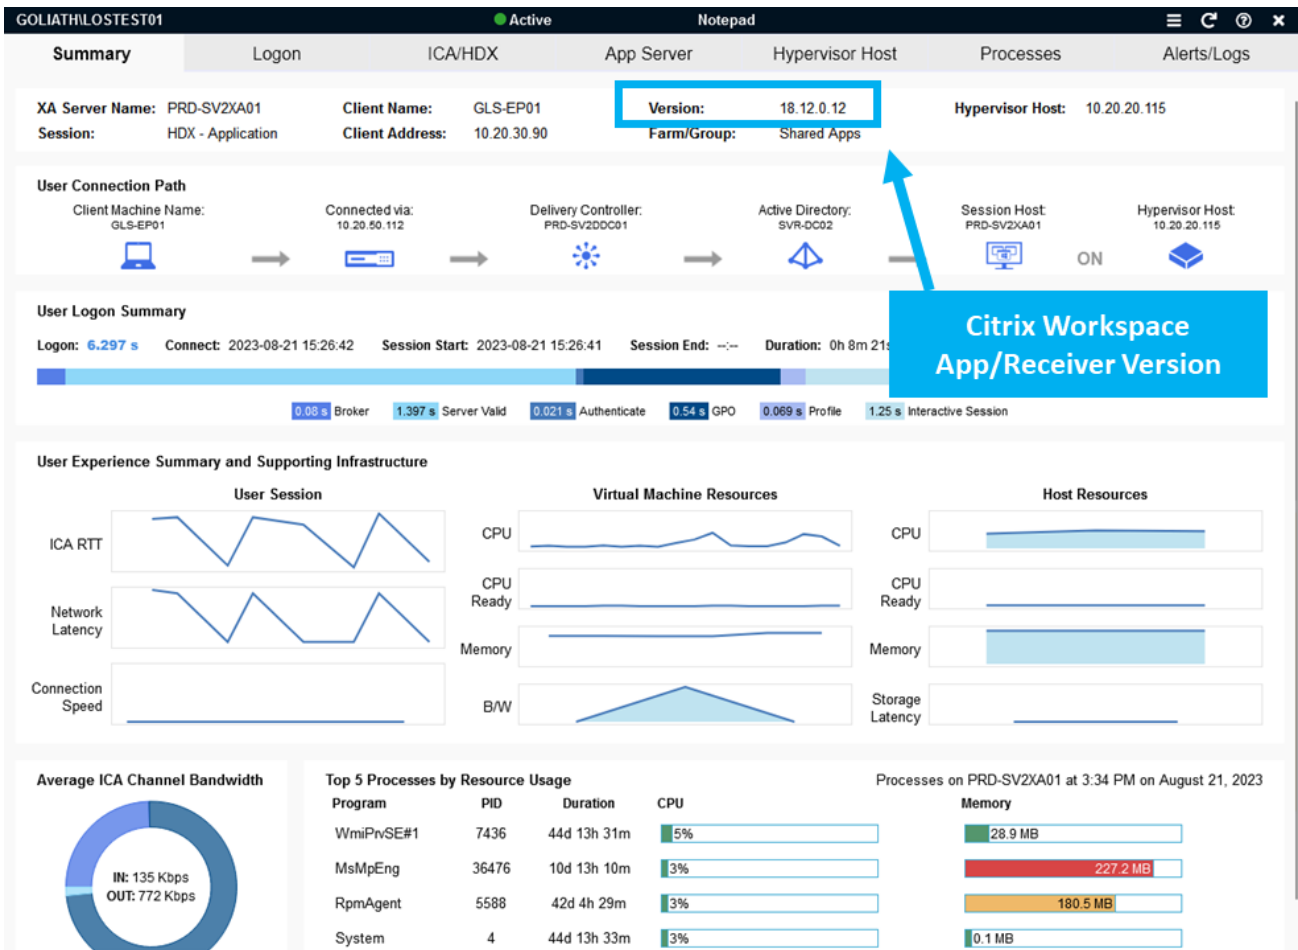 GOLIATH\LOSTEST01 Active Notepad
Summary Logon ICA/HDX App Server Hypervisor Host Processes Alerts/Logs
XA Server Name: PRD-SV2XA01 Client Name: GLS-EP01 Version: 18.12.0.12 Hypervisor Host: 10.20.20.115
Session: HDX - Application Client Address: 10.20.30.90 Farm/Group: Shared Apps
User Connection Path
Client Machine Name: Connected via: Delivery Controller: Active Directory: Session Host: Hypervisor Host:
GLS-EP01 10.20.50.112 PRD-SV2DDC01 SVR-DC02 PRD-SV2XA01 10.20.20.115
ON
User Logon Summary
Citrix Workspace
App/Receiver Version
Logon: 6.297 s Connect: 2023-08-21 15:26:42 Session Start: 2023-08-21 15:26:41 Session End: --:-- Duration: 0h 8m 21s
0.08 s Broker 1.397 s Server Valid 0.021 s Authenticate 0.54 s GPO 0.069 s Profile 1.25 s Interactive Session
User Experience Summary and Supporting Infrastructure
User Session Virtual Machine Resources Host Resources
ICA RTT
Network
Latency
Connection
Speed
CPU
CPU
Ready
Memory
B/W
CPU
CPU
Ready
Memory
Storage
Latency
Average ICA Channel Bandwidth
IN: 135 Kbps
OUT: 772 Kbps
Top 5 Processes by Resource Usage Processes on PRD-SV2XA01 at 3:34 PM on August 21, 2023
Program PID Duration CPU Memory
WmiPrvSE#1 7436 44d 13h 31m 5% 28.9 MB
MsMpEng 36476 10d 13h 10m 3% 227.2 MB
RpmAgent 5588 42d 4h 29m 3% 180.5 MB
System 4 44d 13h 33m 3% 0.1 MB